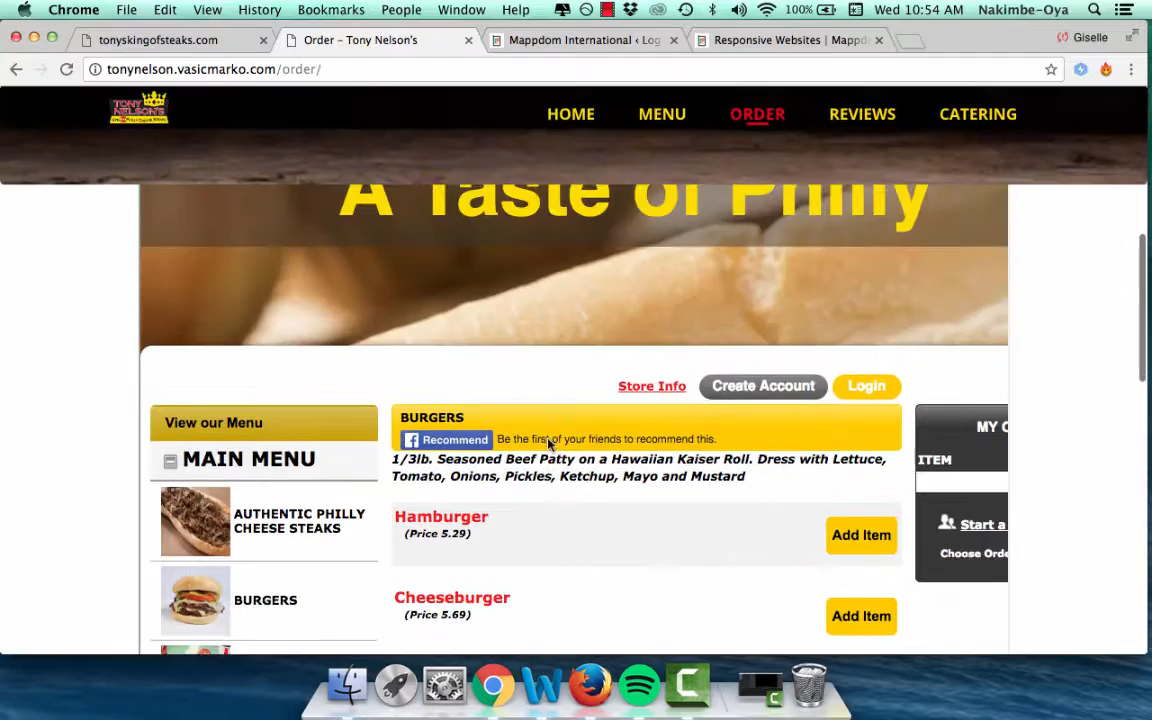 Chrome File Edit View History Bookmarks People Window Help 100% Wed 10:54 AM Nakimbe-Oya
tonyskingofsteaks.com Order – Tony Nelson's Mappdom International ‹ Log Responsive Websites | Mappd Giselle
tonynelson.vasicmarko.com/order/
TONY NELSON'S
HOME MENU ORDER REVIEWS CATERING
A Taste of Philly
Store Info Create Account Login
View our Menu
MAIN MENU
AUTHENTIC PHILLY
CHEESE STEAKS
BURGERS
BURGERS
Recommend Be the first of your friends to recommend this.
1/3lb. Seasoned Beef Patty on a Hawaiian Kaiser Roll. Dress with Lettuce,
Tomato, Onions, Pickles, Ketchup, Mayo and Mustard
Hamburger
(Price 5.29)
Add Item
Cheeseburger
(Price 5.69)
Add Item
MY C
ITEM
Start a
Choose Orde